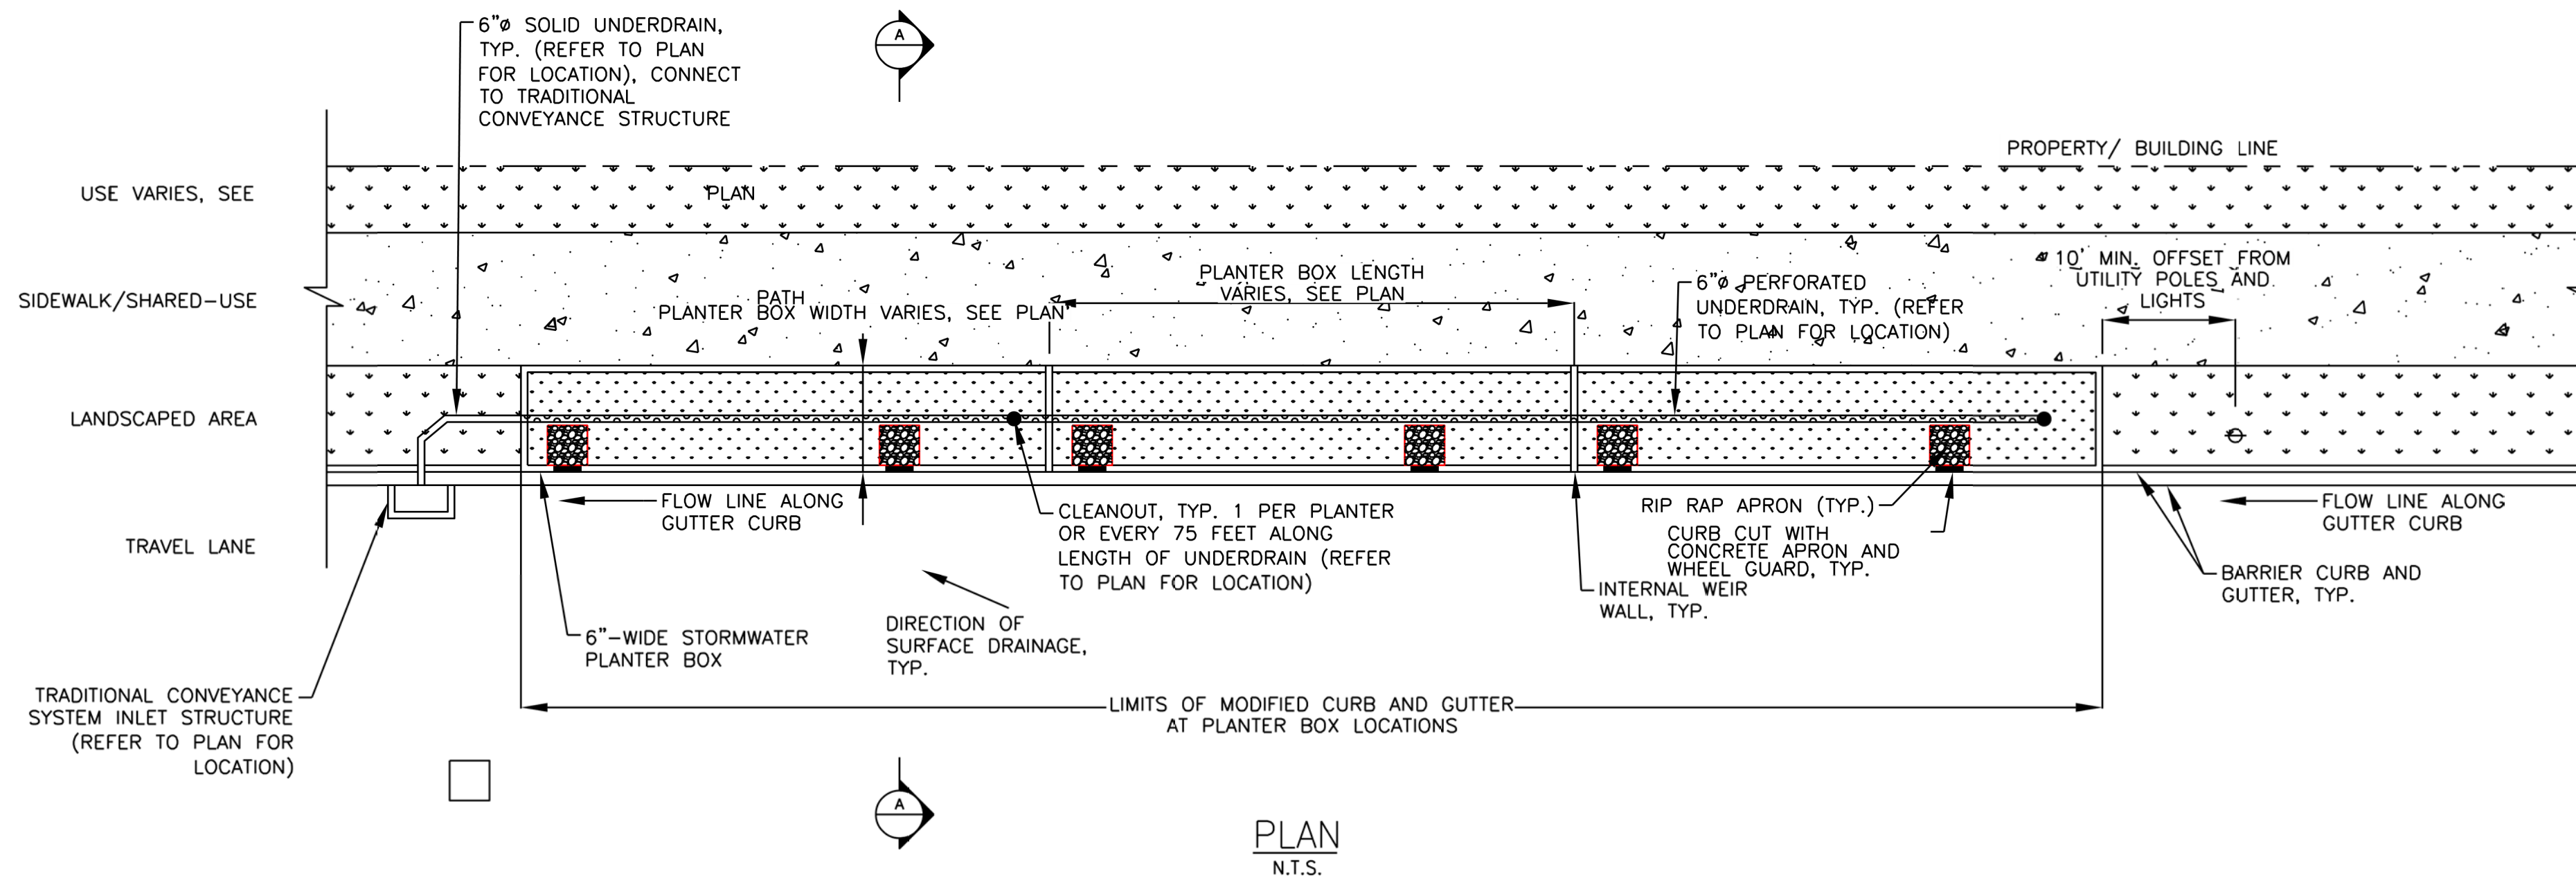 6"ø SOLID UNDERDRAIN,
TYP. (REFER TO PLAN
FOR LOCATION), CONNECT
TO TRADITIONAL
CONVEYANCE STRUCTURE
A
PROPERTY/ BUILDING LINE
USE VARIES, SEE
PLAN
SIDEWALK/SHARED-USE
PATH
PLANTER BOX WIDTH VARIES, SEE PLAN
PLANTER BOX LENGTH
VARIES, SEE PLAN
6"ø PERFORATED
UNDERDRAIN, TYP. (REFER
TO PLAN FOR LOCATION)
10' MIN. OFFSET FROM
UTILITY POLES AND
LIGHTS
LANDSCAPED AREA
TRAVEL LANE
FLOW LINE ALONG
GUTTER CURB
CLEANOUT, TYP. 1 PER PLANTER
OR EVERY 75 FEET ALONG
LENGTH OF UNDERDRAIN (REFER
TO PLAN FOR LOCATION)
RIP RAP APRON (TYP.)
CURB CUT WITH
CONCRETE APRON AND
WHEEL GUARD, TYP.
INTERNAL WEIR
WALL, TYP.
FLOW LINE ALONG
GUTTER CURB
BARRIER CURB AND
GUTTER, TYP.
6"-WIDE STORMWATER
PLANTER BOX
DIRECTION OF
SURFACE DRAINAGE,
TYP.
TRADITIONAL CONVEYANCE
SYSTEM INLET STRUCTURE
(REFER TO PLAN FOR
LOCATION)
LIMITS OF MODIFIED CURB AND GUTTER
AT PLANTER BOX LOCATIONS
A
PLAN
N.T.S.